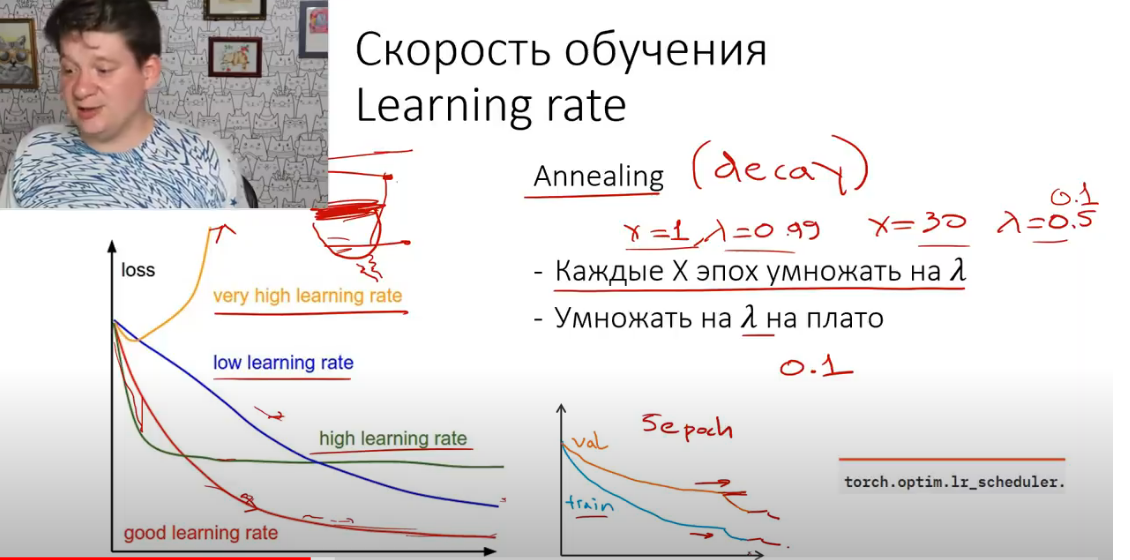 Скорость обучения
Learning rate
Annealing (decay)
0.1
x=1, λ=0.99 x=30 λ=0.5
- Каждые X эпох умножать на λ
- Умножать на λ на плато
0.1
loss
very high learning rate
low learning rate
high learning rate
good learning rate
5epoch
val
train
torch.optim.lr_scheduler.